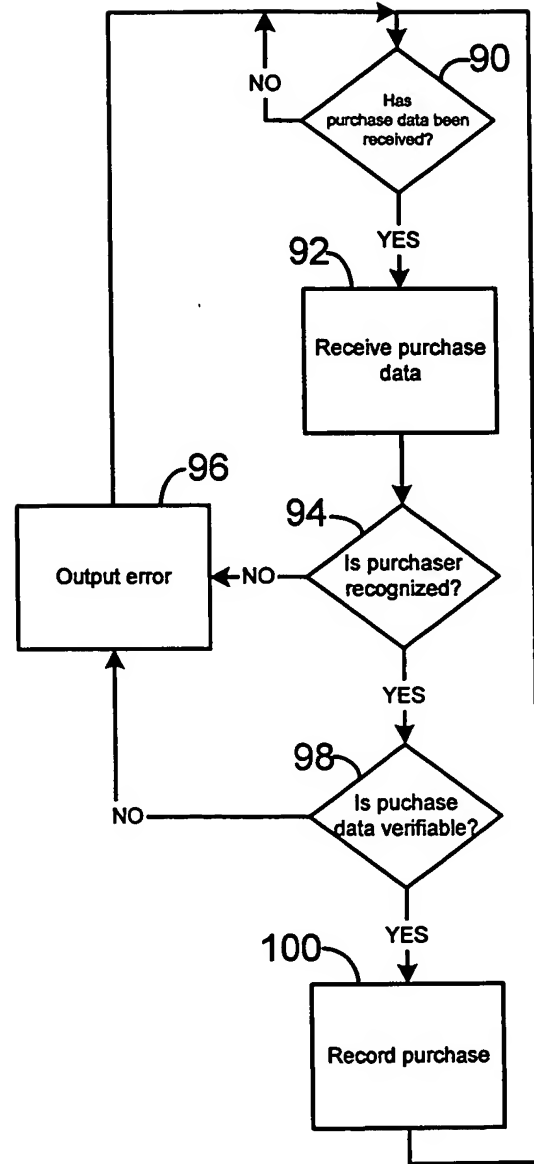 90
NO
Has
purchase data been
received?
YES
92
Receive purchase
data
96
94
Output error
NO
Is purchaser
recognized?
YES
98
Is puchase
data verifiable?
NO
YES
100
Record purchase